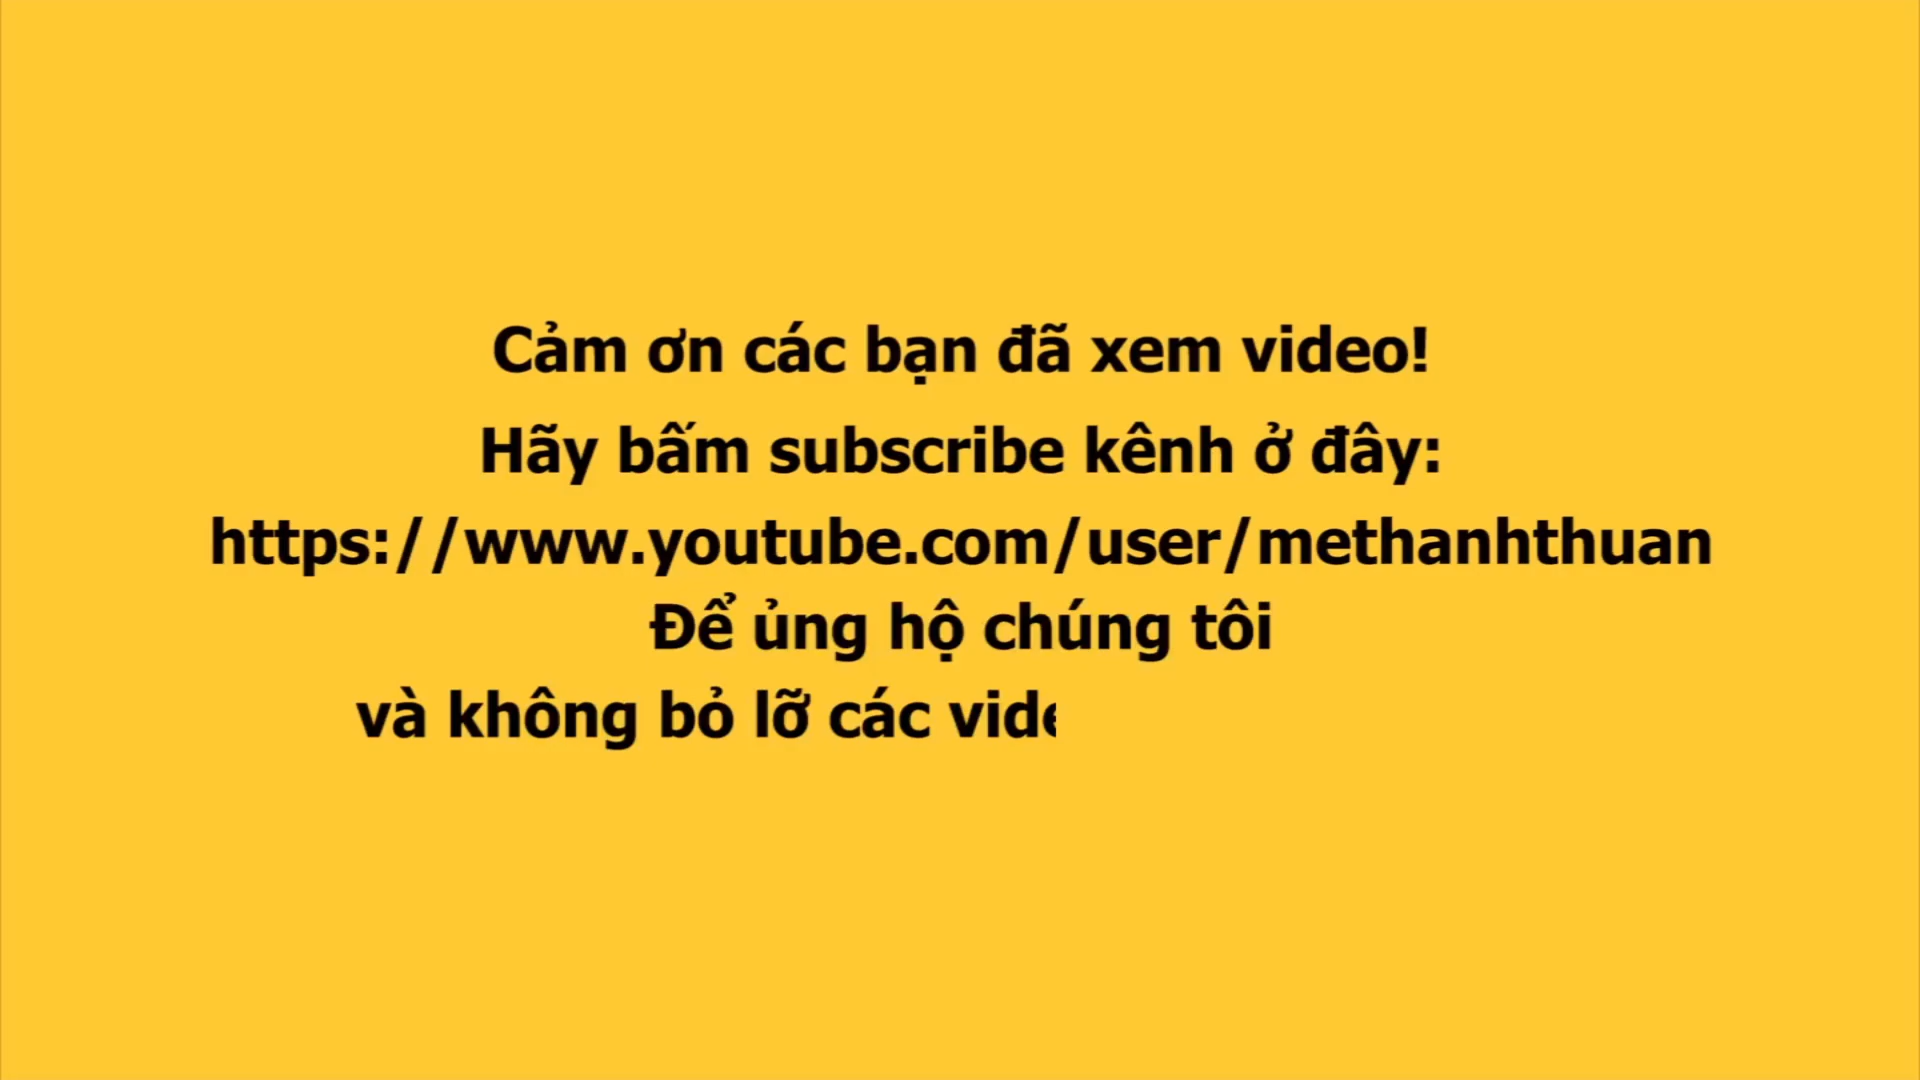 Cảm ơn các bạn đã xem video!
Hãy bấm subscribe kênh ở đây:
https://www.youtube.com/user/methanhthuan
Để ủng hộ chúng tôi
và không bỏ lỡ các